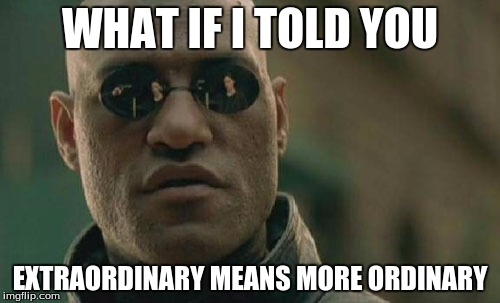 WHAT IF I TOLD YOU
EXTRAORDINARY MEANS MORE ORDINARY
imgflip.com